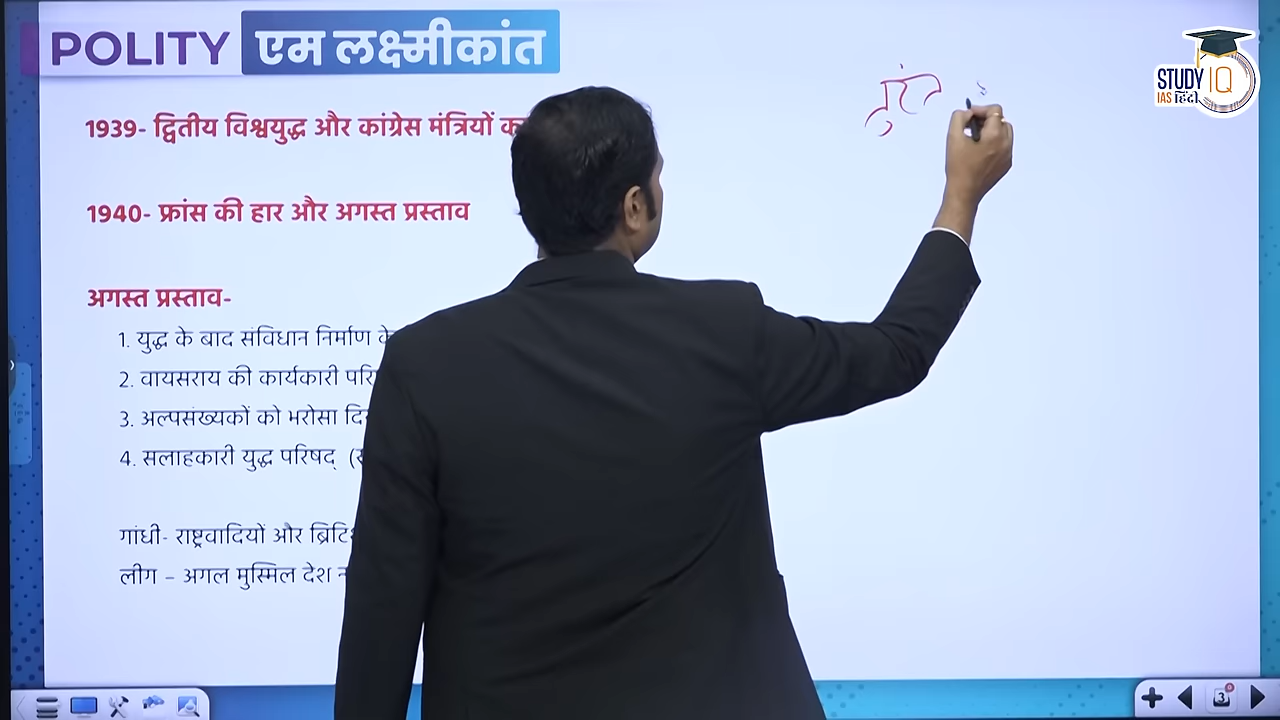 POLITY एम लक्ष्मीकांत
STUDY IQ
IAS हिंदी
1939- द्वितीय विश्वयुद्ध और कांग्रेस मंत्रियों
1940- फ्रांस की हार और अगस्त प्रस्ताव
अगस्त प्रस्ताव-
1. युद्ध के बाद संविधान निर्माण
2. वायसराय की कार्यकारी
3. अल्पसंख्यकों को भरोसा
4. सलाहकारी युद्ध परिषद्
गांधी- राष्ट्रवादियों और
लीग – अगल मुस्मिल देश
3